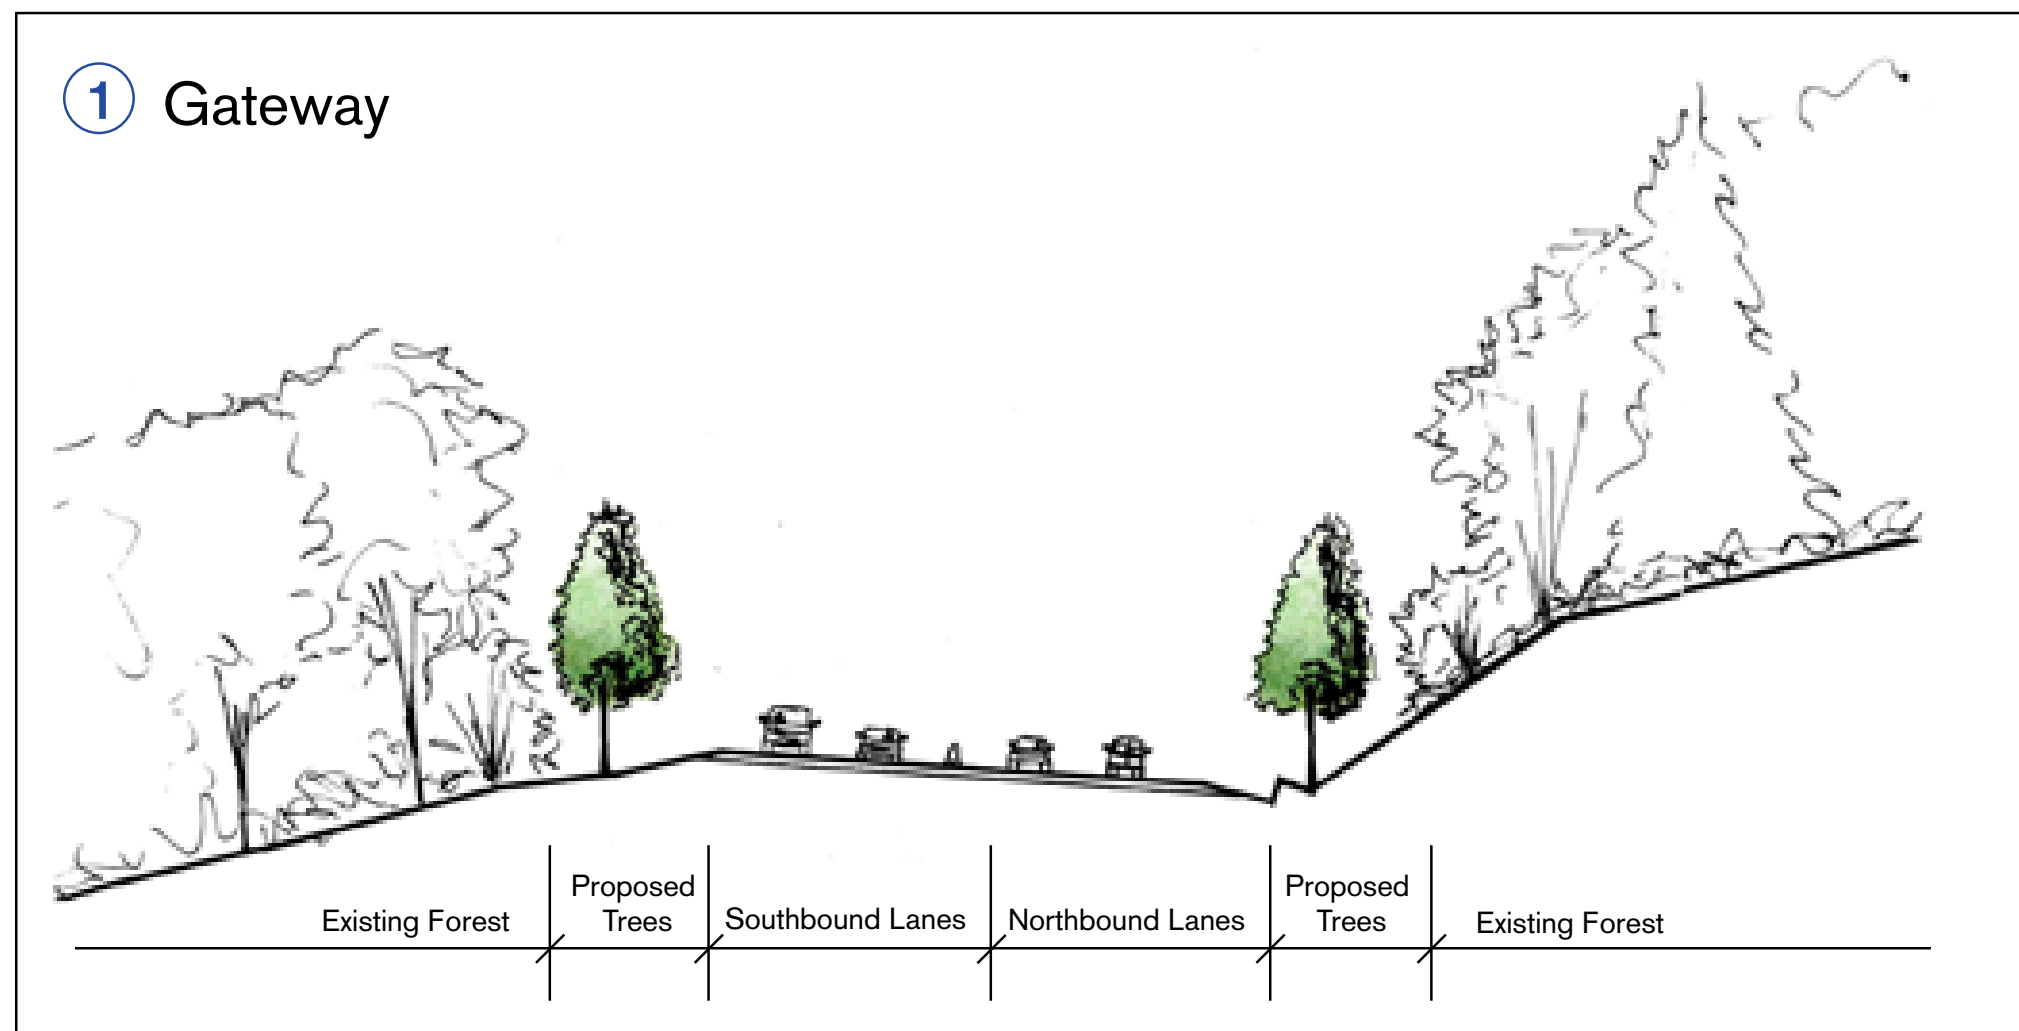 1 Gateway
Existing Forest
Proposed
Trees
Southbound Lanes
Northbound Lanes
Proposed
Trees
Existing Forest